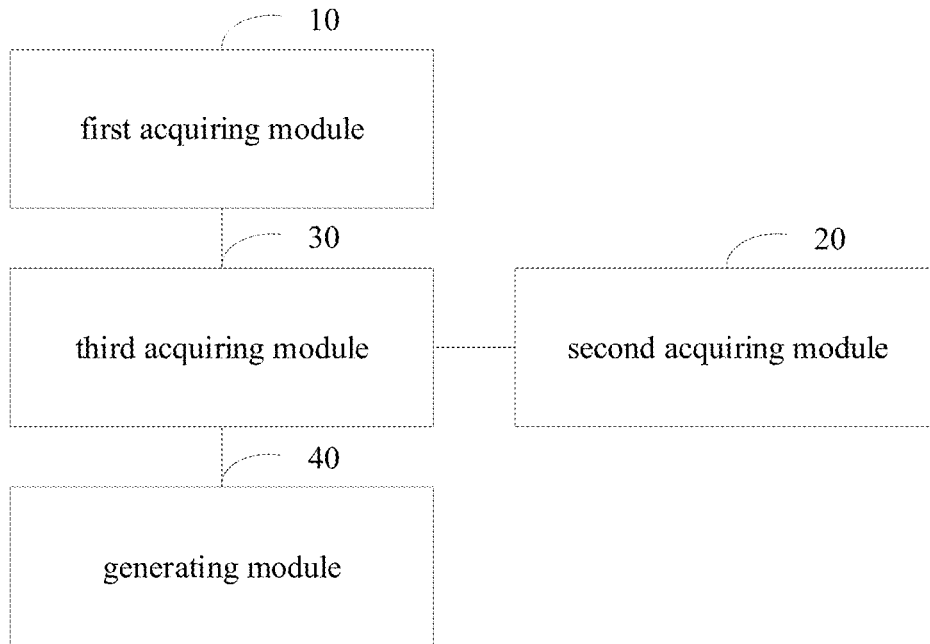 10
first acquiring module
30
20
third acquiring module
second acquiring module
40
generating module